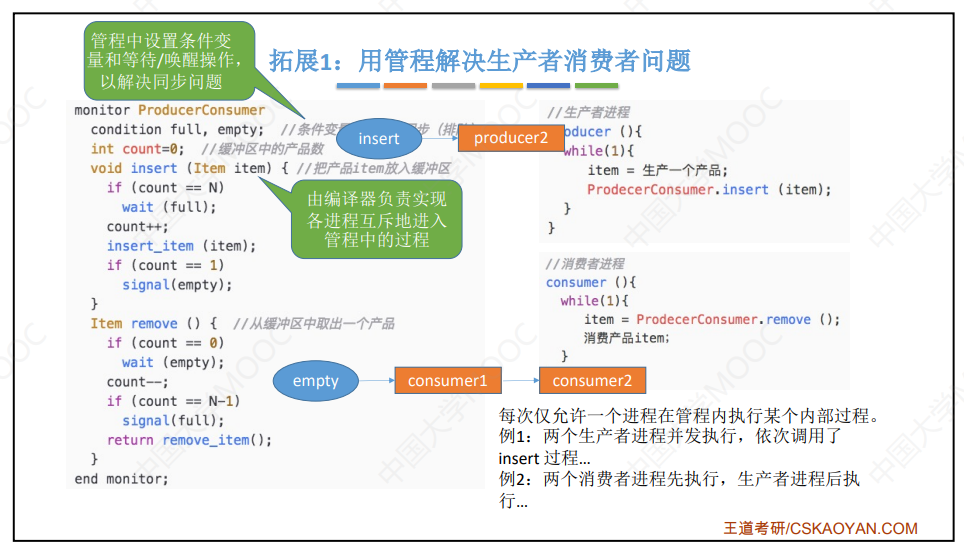 管程中设置条件变
量和等待/唤醒操作，
以解决同步问题
拓展1：用管程解决生产者消费者问题
monitor ProducerConsumer
condition full, empty; //条件变量 步（排
int count=0; //缓冲区中的产品数
void insert (Item item) { //把产品item放入缓冲区
if (count == N)
wait (full);
count++;
insert_item (item);
if (count == 1)
signal(empty);
}
Item remove () { //从缓冲区中取出一个产品
if (count == 0)
wait (empty);
count--;
if (count == N-1)
signal(full);
return remove_item();
}
end monitor;
insert
producer2
由编译器负责实现
各进程互斥地进入
管程中的过程
empty
consumer1
consumer2
//生产者进程
oducer (){
while(1){
item = 生产一个产品;
ProdecerConsumer.insert (item);
}
}
//消费者进程
consumer (){
while(1){
item = ProdecerConsumer.remove ();
消费产品item;
}
每次仅允许一个进程在管程内执行某个内部过程。
例1：两个生产者进程并发执行，依次调用了
insert 过程…
例2：两个消费者进程先执行，生产者进程后执
行…
王道考研/CSKAOYAN.COM
中国大学MOOC